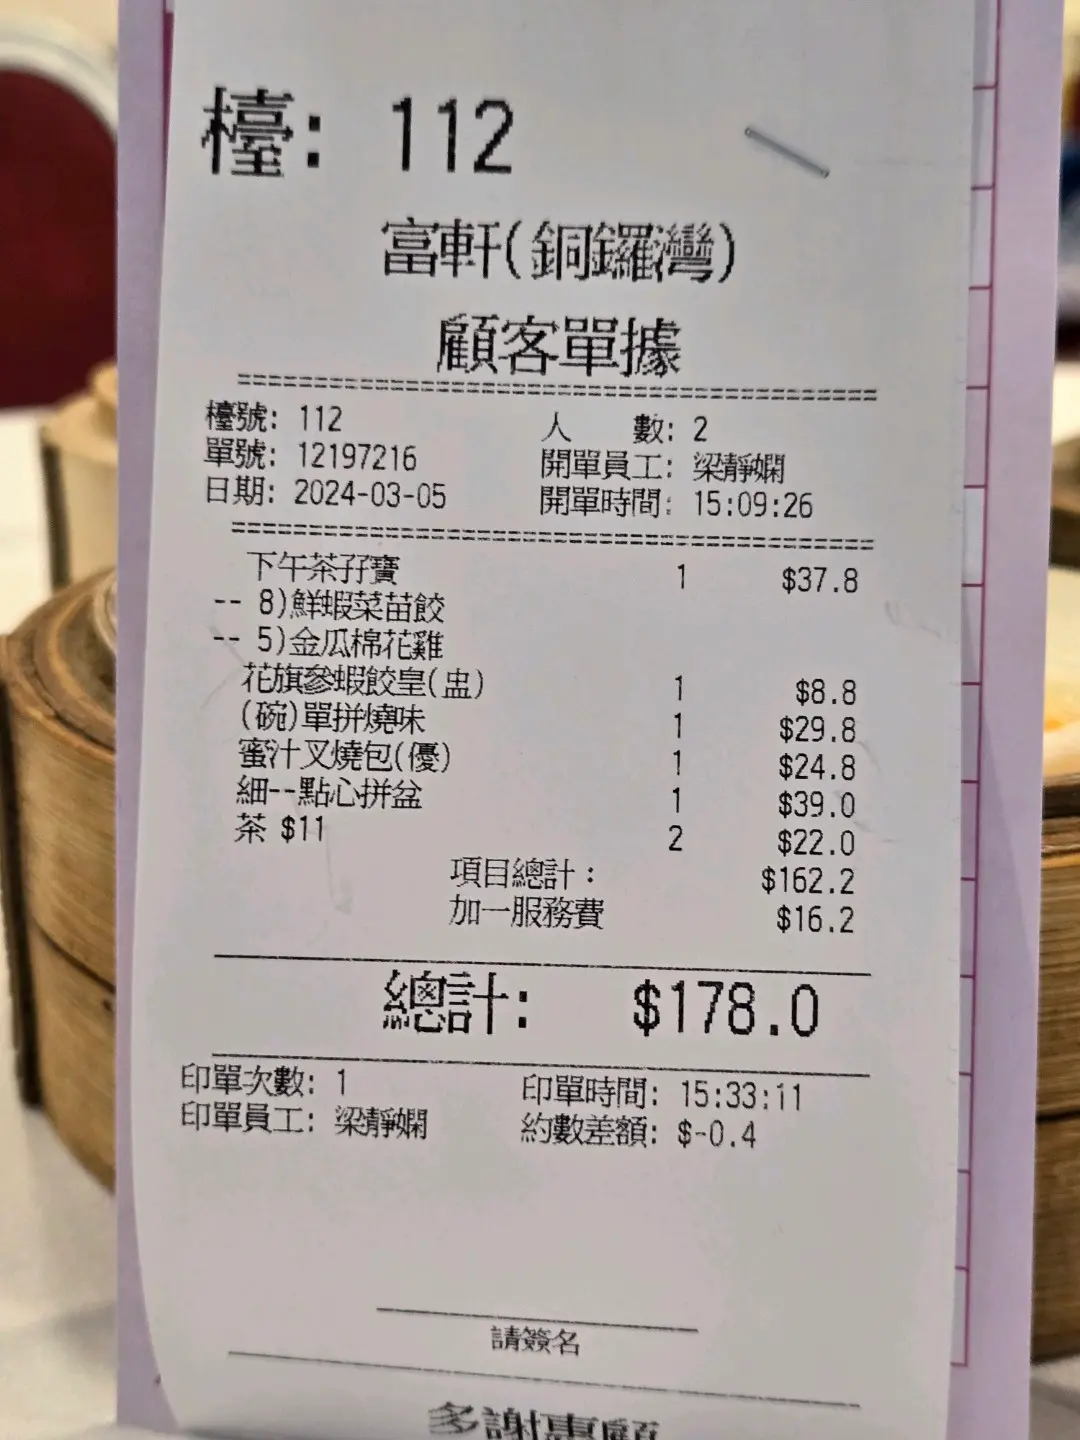 檯: 112
富軒(銅鑼灣)
顧客單據
檯號: 112 人 數: 2
單號: 12197216 開單員工: 梁靜嫻
日期: 2024-03-05 開單時間: 15:09:26
下午茶孖寶 1 $37.8
-- 8)鮮蝦菜苗餃
-- 5)金瓜棉花雞
花旗參蝦餃皇(盅) 1 $8.8
(碗)單拼燒味 1 $29.8
蜜汁叉燒包(優) 1 $24.8
細--點心拼盆 1 $39.0
茶 $11 2 $22.0
項目總計: $162.2
加一服務費 $16.2
總計: $178.0
印單次數: 1 印單時間: 15:33:11
印單員工: 梁靜嫻 約數差額: $-0.4
請簽名
多謝惠顧